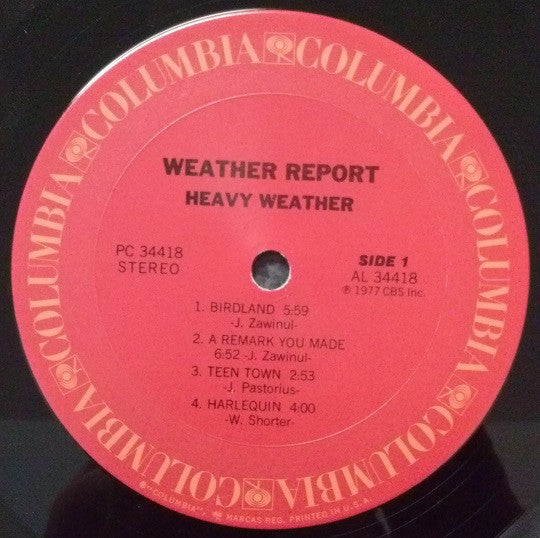 COLUMBIA COLUMBIA COLUMBIA COLUMBIA COLUMBIA COLUMBIA
WEATHER REPORT
HEAVY WEATHER
PC 34418
STEREO
SIDE 1
AL 34418
℗ 1977 CBS Inc.
1. BIRDLAND 5:59
-J. Zawinul-
2. A REMARK YOU MADE
6:52 -J. Zawinul-
3. TEEN TOWN 2:53
-J. Pastorius-
4. HARLEQUIN 4:00
-W. Shorter-
®"COLUMBIA", MARCAS REG. PRINTED IN U.S.A.